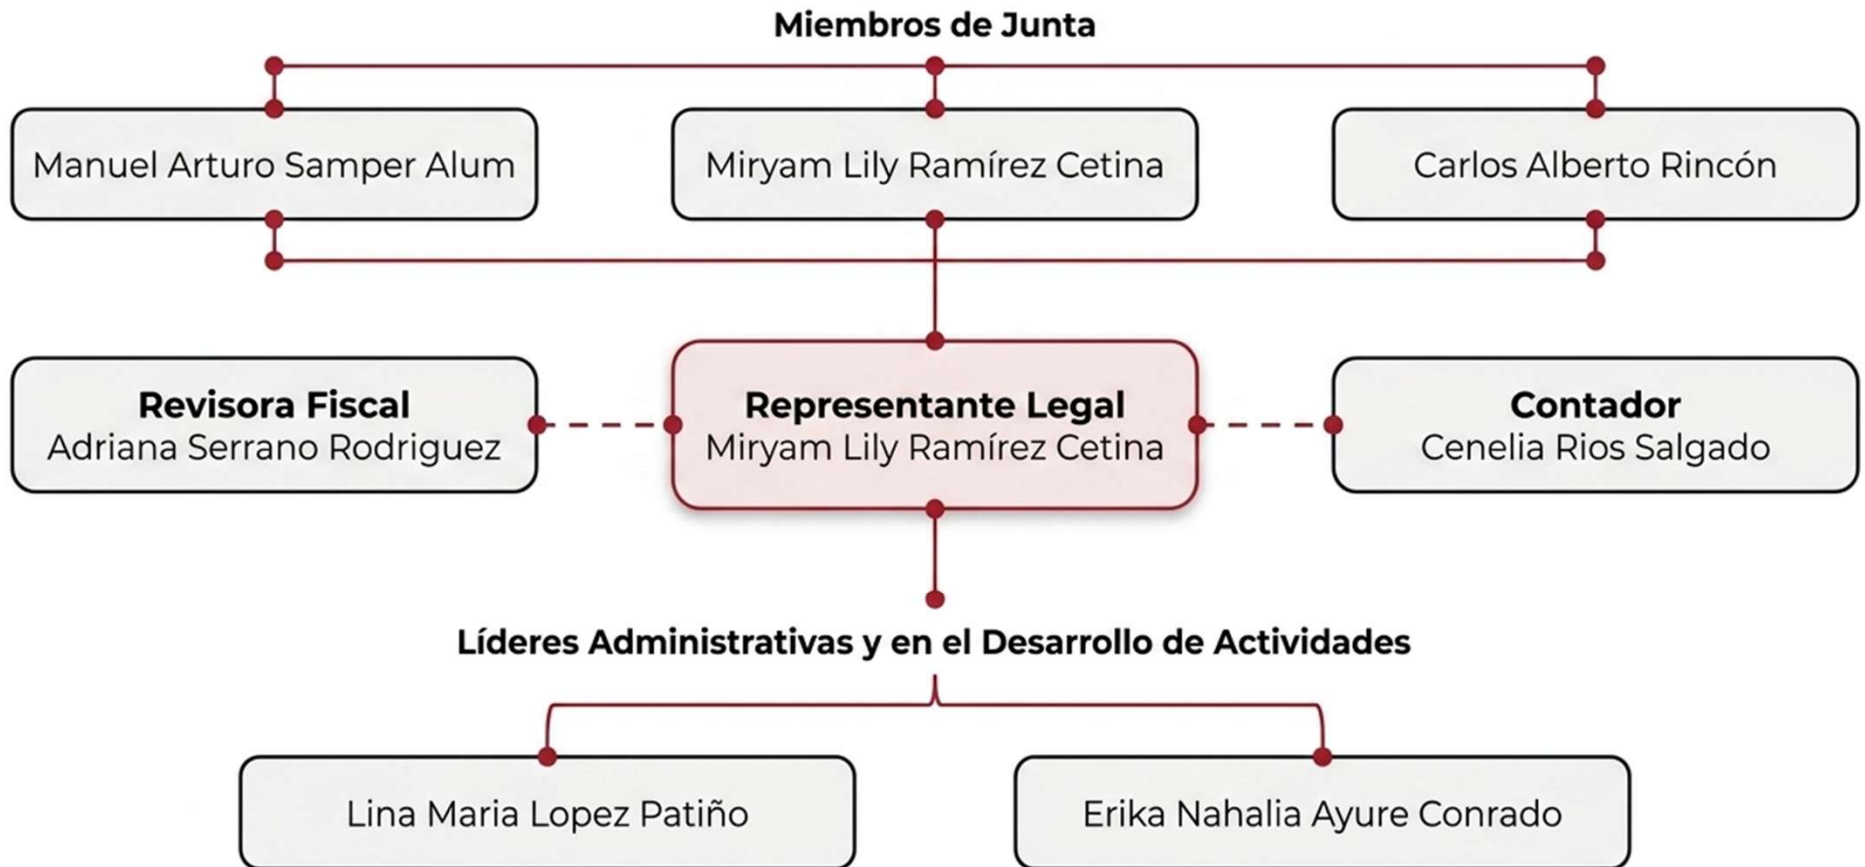 Miembros de Junta
Manuel Arturo Samper Alum
Miryam Lily Ramírez Cetina
Carlos Alberto Rincón
Revisora Fiscal
Adriana Serrano Rodriguez
Representante Legal
Miryam Lily Ramírez Cetina
Contador
Cenelia Rios Salgado
Líderes Administrativas y en el Desarrollo de Actividades
Lina Maria Lopez Patiño
Erika Nahalia Ayure Conrado